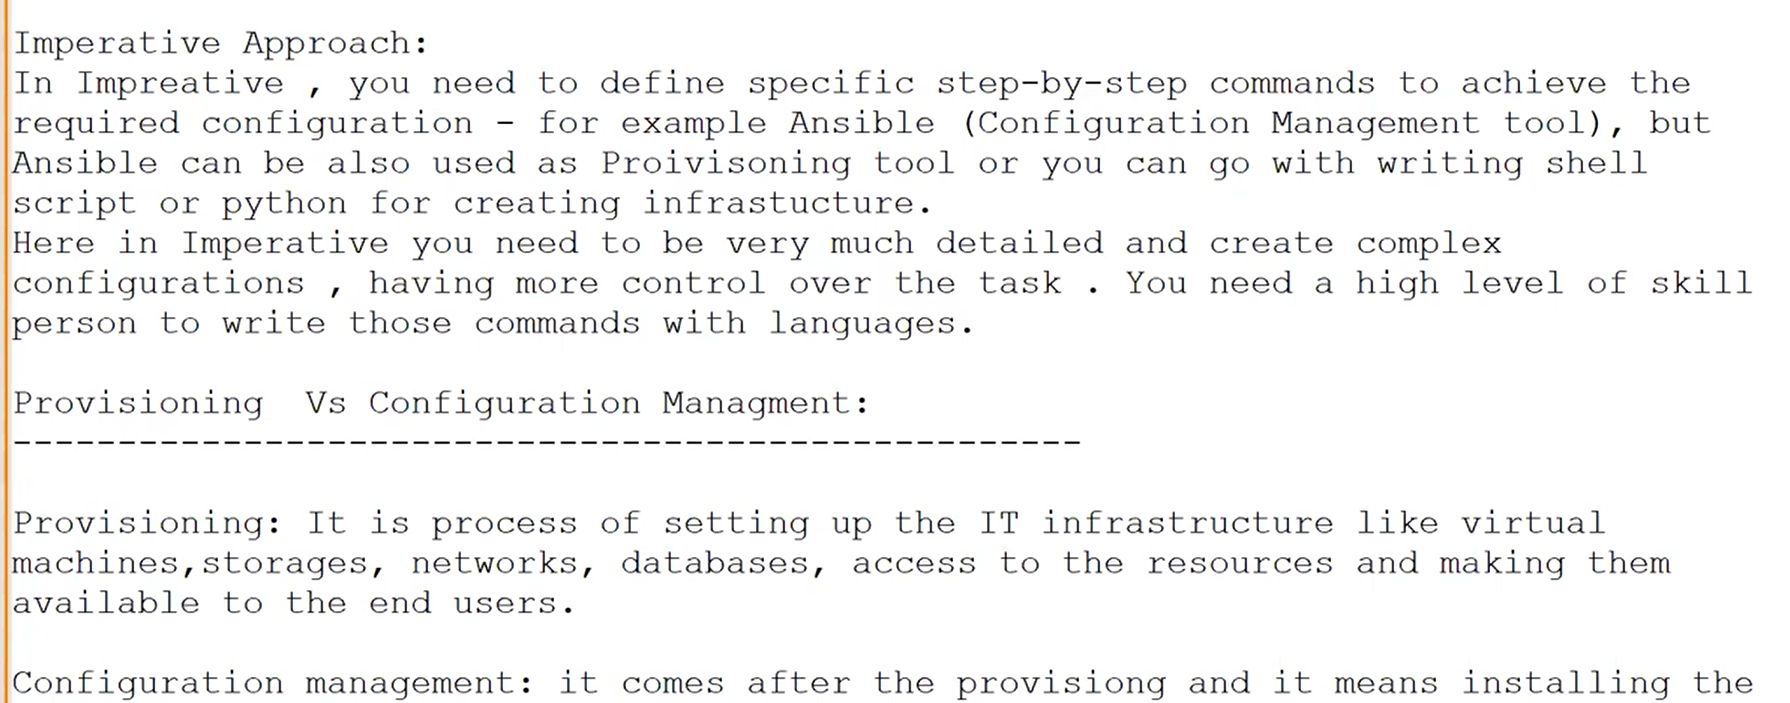 Imperative Approach:
In Impreative , you need to define specific step-by-step commands to achieve the
required configuration - for example Ansible (Configuration Management tool), but
Ansible can be also used as Proivisoning tool or you can go with writing shell
script or python for creating infrastucture.
Here in Imperative you need to be very much detailed and create complex
configurations , having more control over the task . You need a high level of skill
person to write those commands with languages.
Provisioning  Vs Configuration Managment:
---------------------------------------------------
Provisioning: It is process of setting up the IT infrastructure like virtual
machines,storages, networks, databases, access to the resources and making them
available to the end users.
Configuration management: it comes after the provisiong and it means installing the